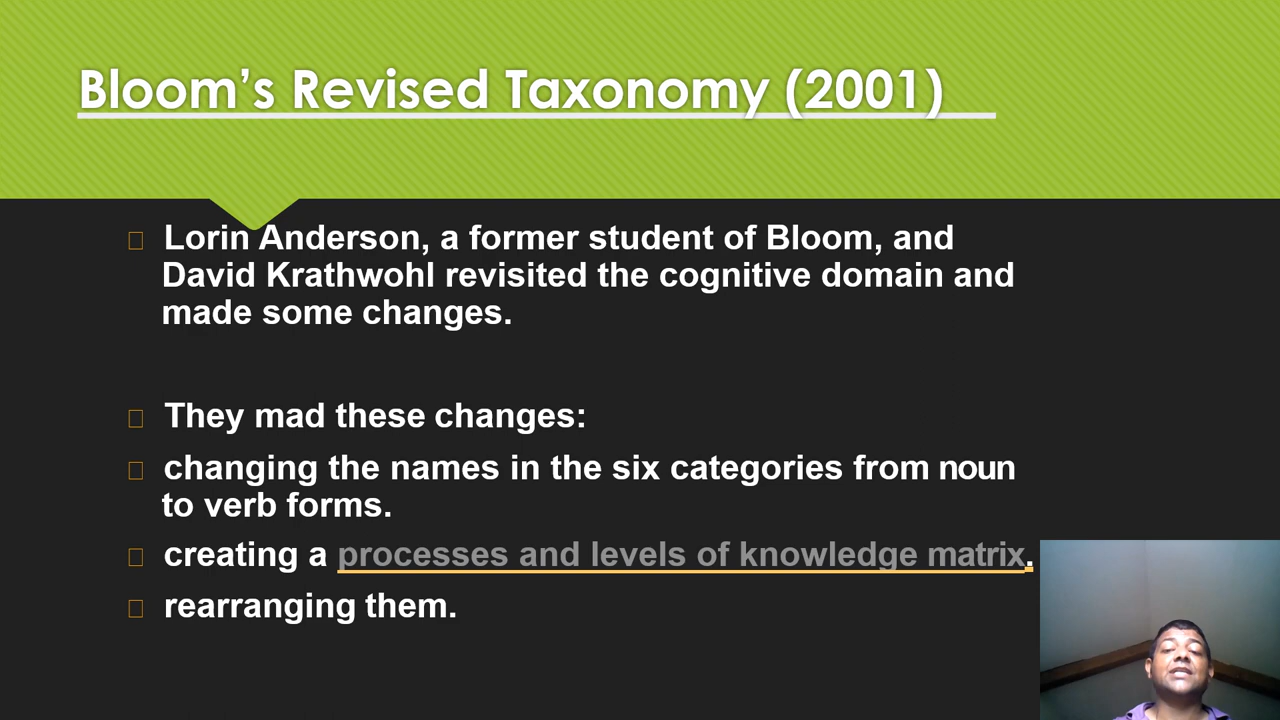 Bloom’s Revised Taxonomy (2001)
Lorin Anderson, a former student of Bloom, and
David Krathwohl revisited the cognitive domain and
made some changes.
They mad these changes:
changing the names in the six categories from noun
to verb forms.
creating a processes and levels of knowledge matrix.
rearranging them.